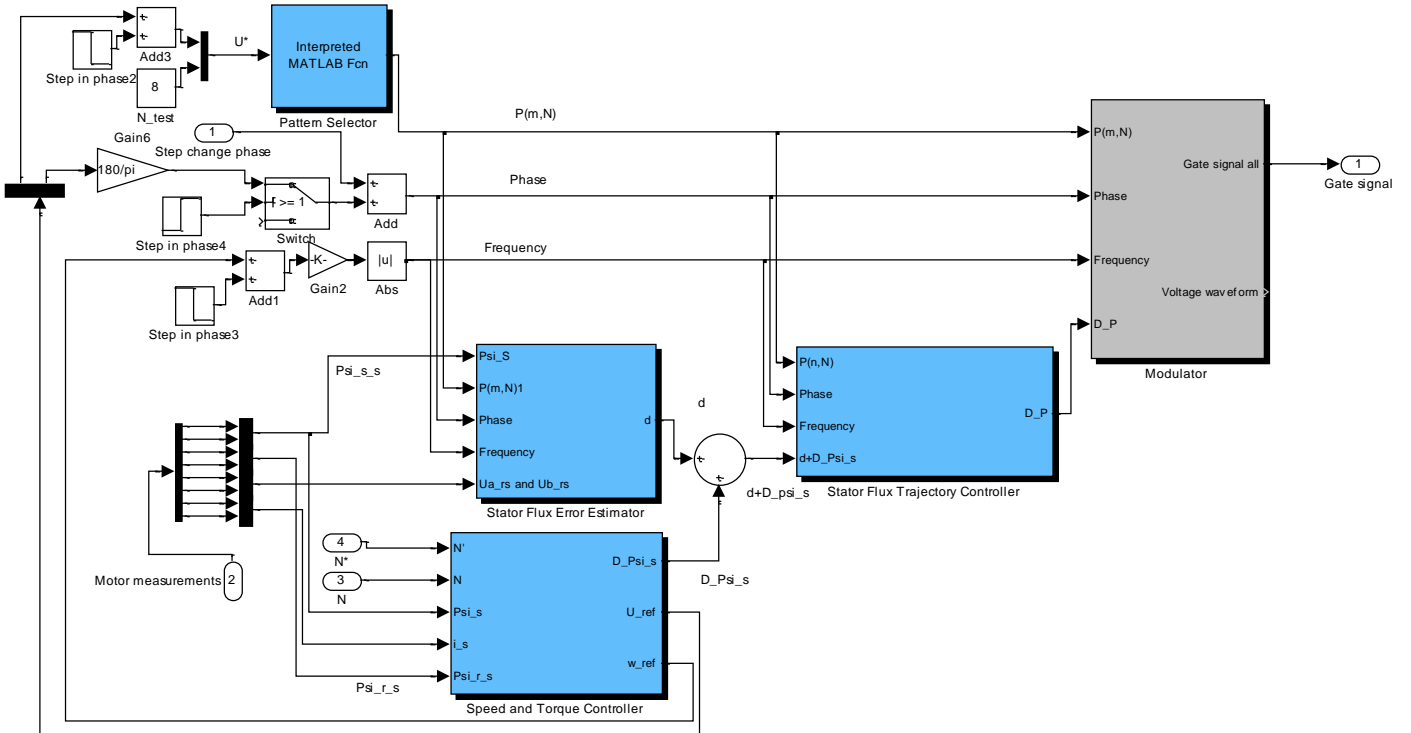 U*
Interpreted
MATLAB Fcn
Add3
Step in phase2
8
N_test
Pattern Selector
P(m,N)
P(m,N)
Gain6
1
Step change phase
Gate signal all
1
Gate signal
180/pi
Phase
Phase
>= 1
Add
Step in phase4
Switch
Frequency
-K-
|u|
Frequency
Add1
Gain2
Abs
Voltage waveform
Step in phase3
D_P
Modulator
Psi_S
Psi_s_s
P(n,N)
P(m,N)1
Phase
d
Phase
d
D_P
Frequency
Frequency
d+D_Psi_s
Ua_rs and Ub_rs
d+D_psi_s
Stator Flux Trajectory Controller
Stator Flux Error Estimator
4
N'
N*
D_Psi_s
Motor measurements
2
3
N
D_Psi_s
N
Psi_s
U_ref
i_s
w_ref
Psi_r_s
Psi_r_s
Speed and Torque Controller